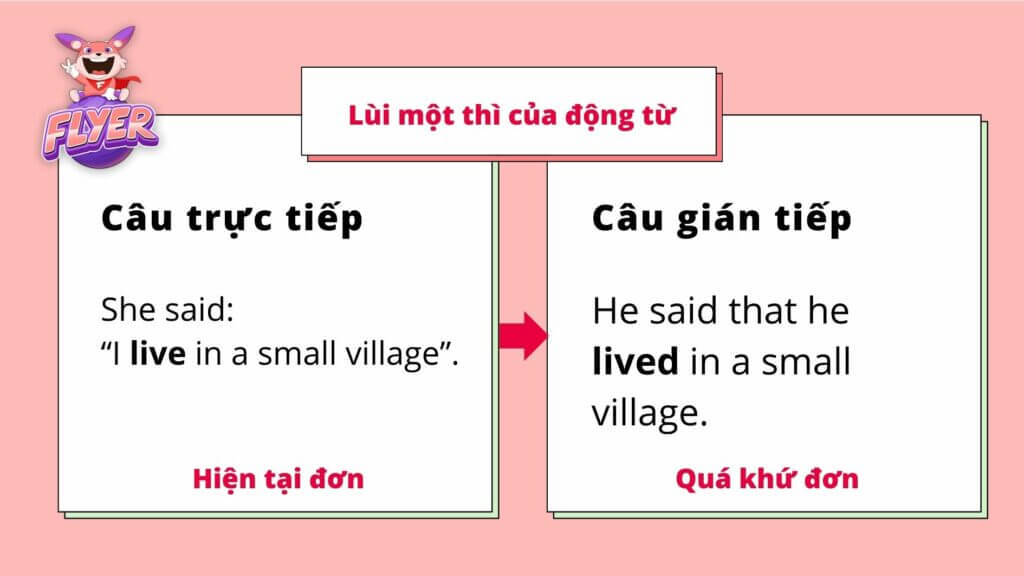 FLYER
Lùi một thì của động từ
Câu trực tiếp
She said:
“I live in a small village”.
Hiện tại đơn
Câu gián tiếp
He said that he
lived in a small
village.
Quá khứ đơn